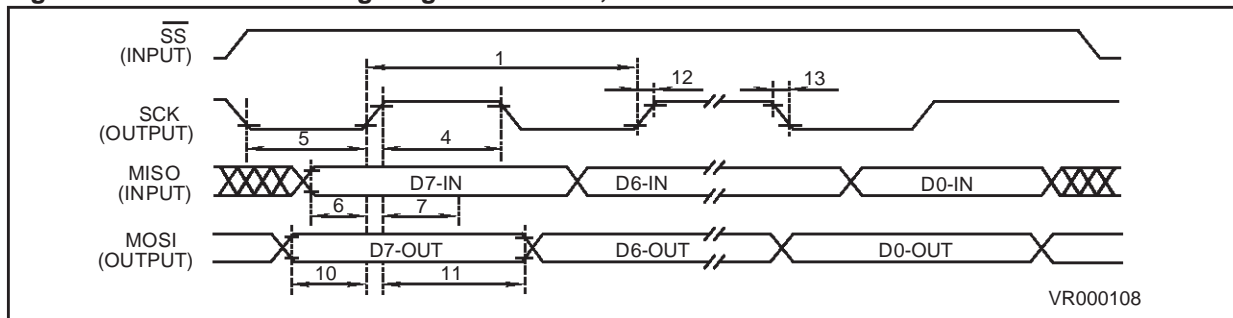 SS
(INPUT)
1
12
13
SCK
(OUTPUT)
5
4
MISO
(INPUT)
D7-IN
D6-IN
D0-IN
6
7
MOSI
(OUTPUT)
D7-OUT
D6-OUT
D0-OUT
10
11
VR000108